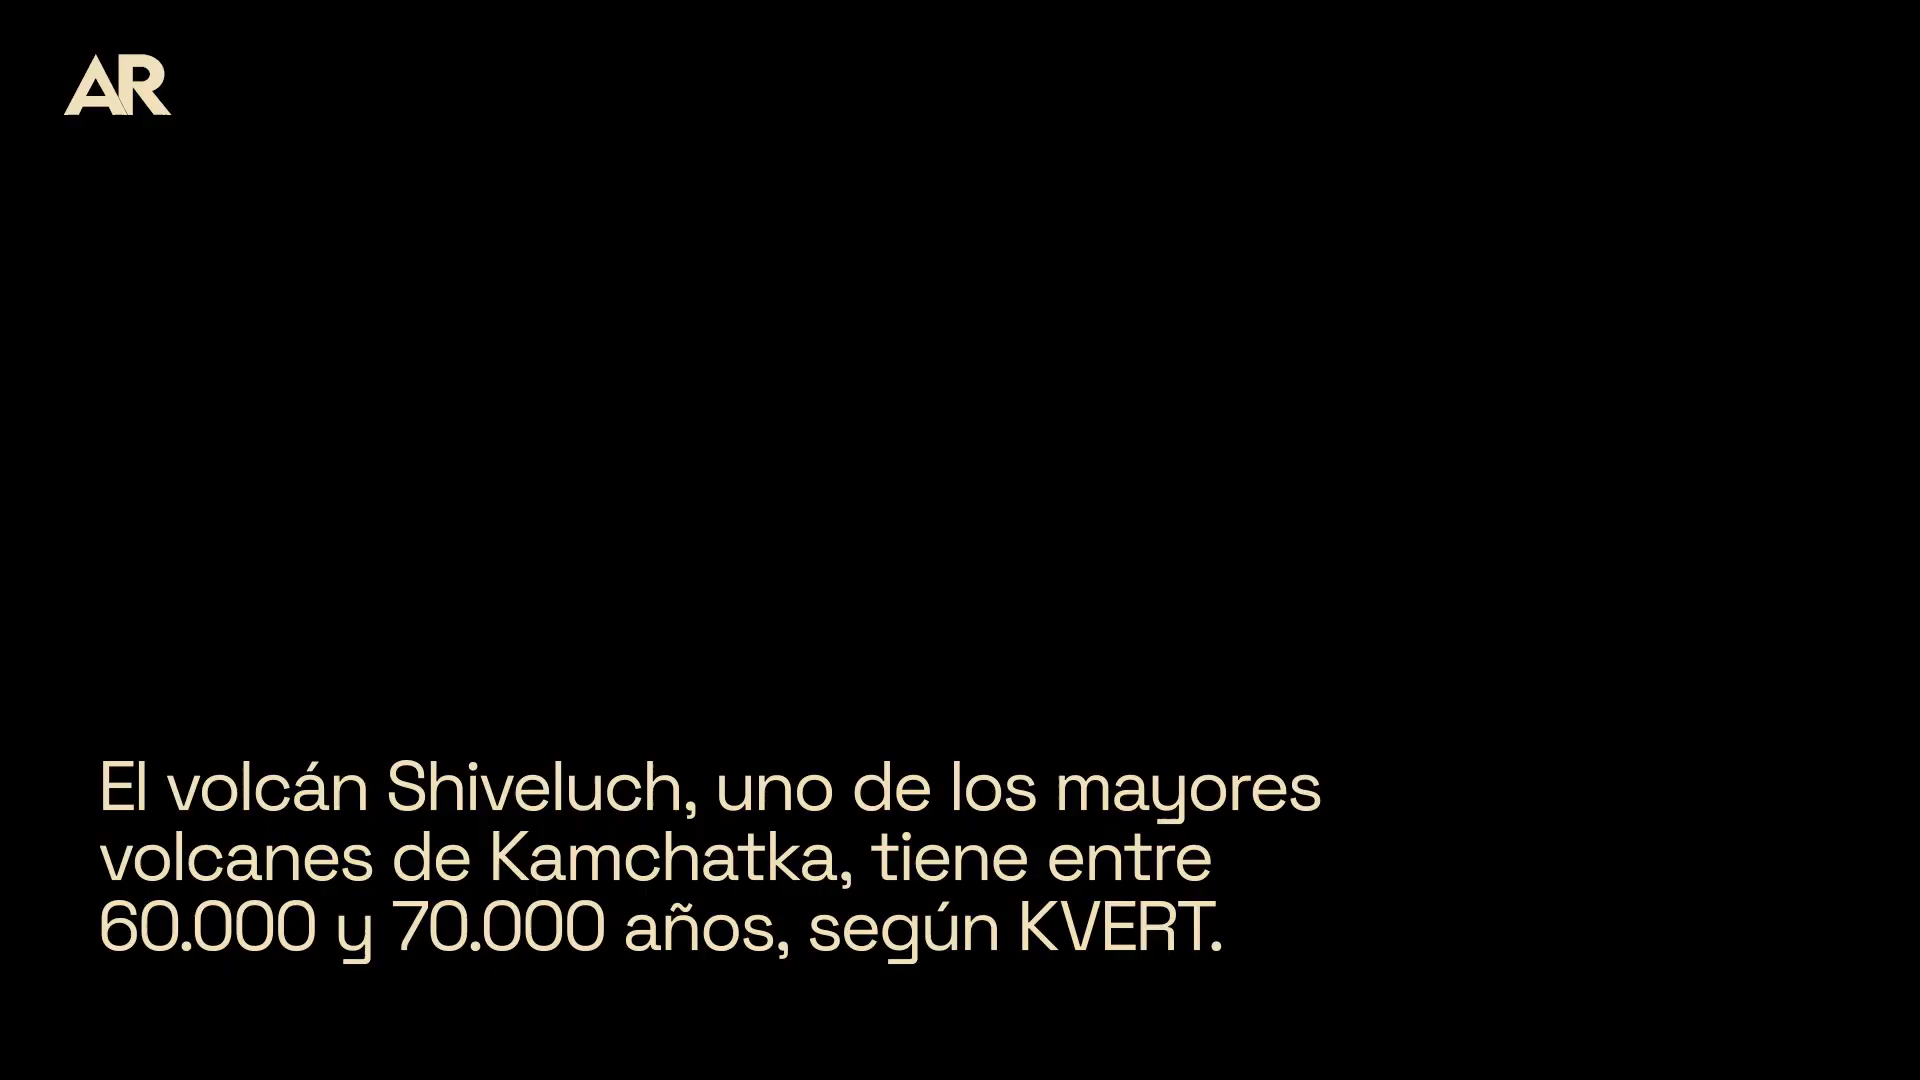 AR
El volcán Shiveluch, uno de los mayores
volcanes de Kamchatka, tiene entre
60.000 y 70.000 años, según KVERT.